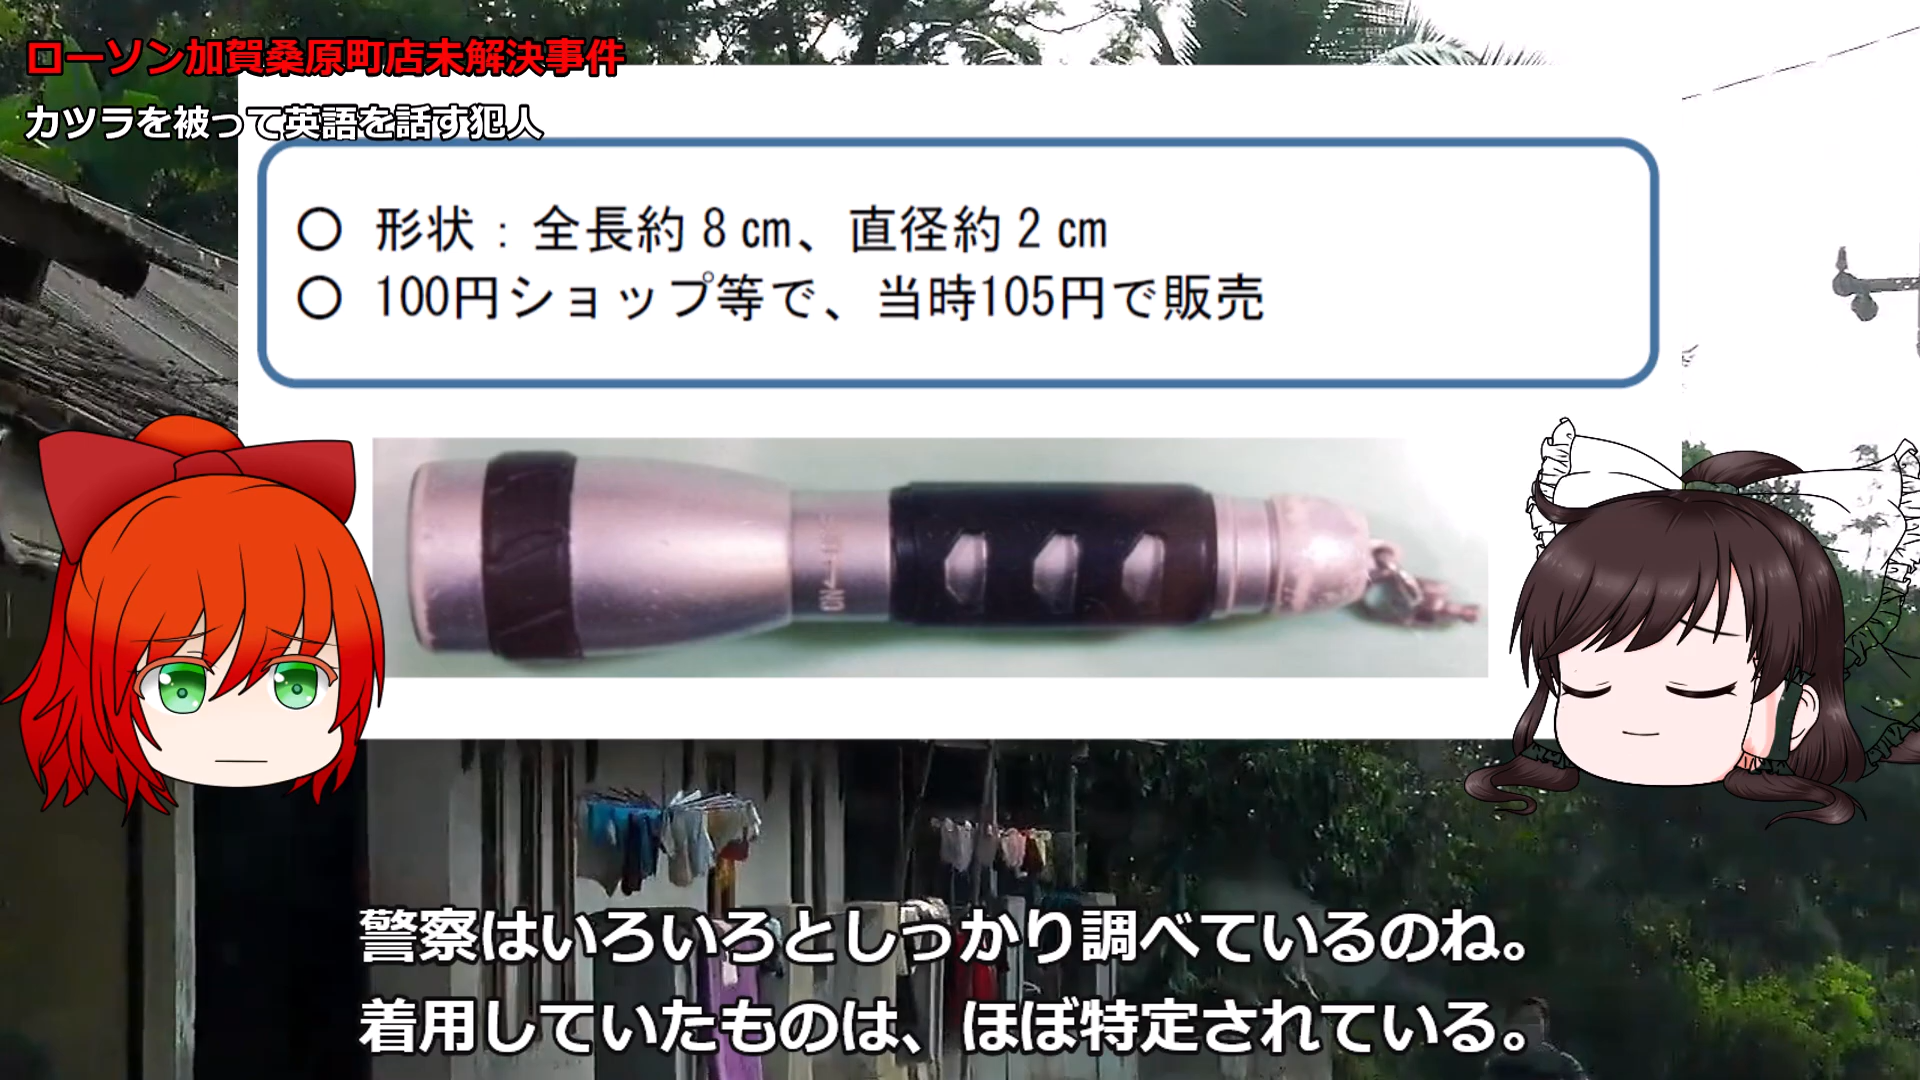 ローソン加賀桑原町店未解決事件
カツラを被って英語を話す犯人
○ 形状：全長約8cm、直径約2cm
○ 100円ショップ等で、当時105円で販売
警察はいろいろとしっかり調べているのね。
着用していたものは、ほぼ特定されている。